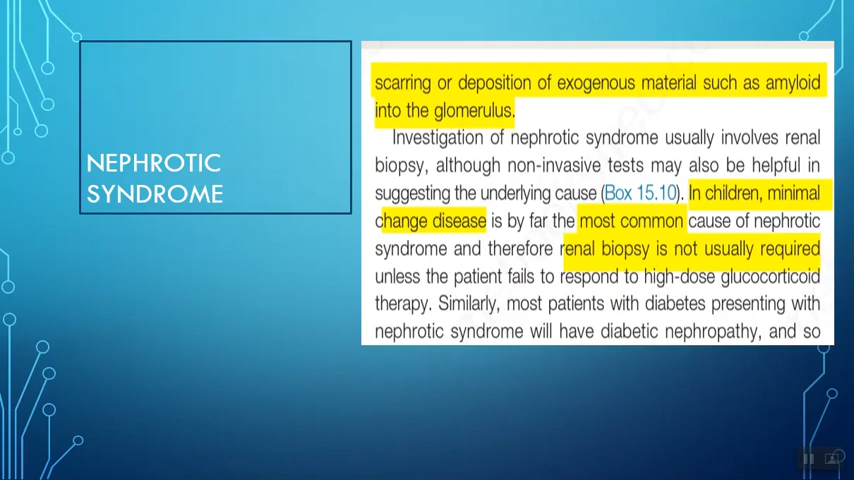 NEPHROTIC
SYNDROME
scarring or deposition of exogenous material such as amyloid
into the glomerulus.
Investigation of nephrotic syndrome usually involves renal
biopsy, although non-invasive tests may also be helpful in
suggesting the underlying cause (Box 15.10). In children, minimal
change disease is by far the most common cause of nephrotic
syndrome and therefore renal biopsy is not usually required
unless the patient fails to respond to high-dose glucocorticoid
therapy. Similarly, most patients with diabetes presenting with
nephrotic syndrome will have diabetic nephropathy, and so